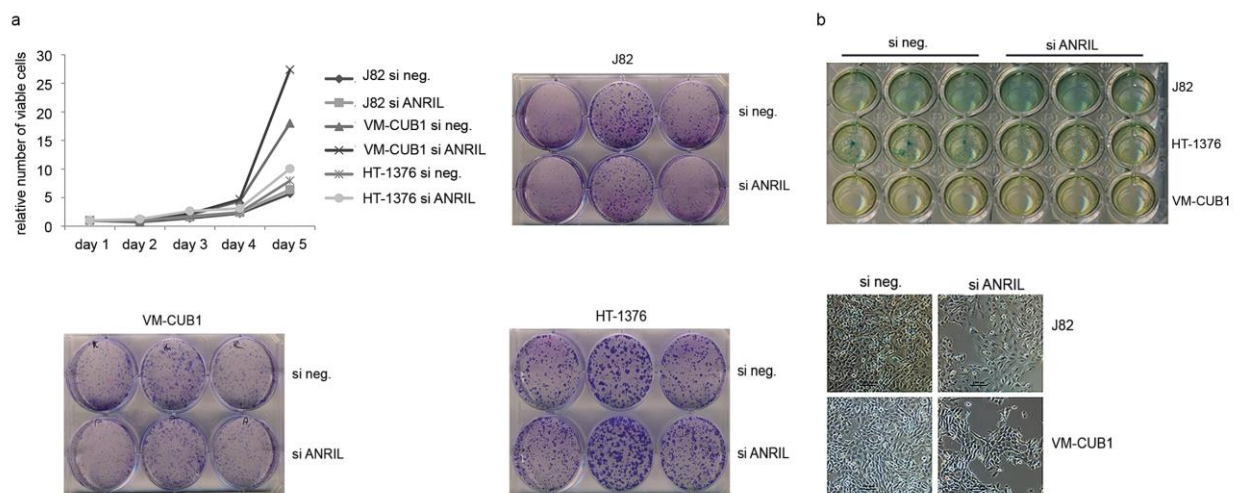 a
relative number of viable cells
30
25
20
15
10
5
0
day 1 day 2 day 3 day 4 day 5
J82 si neg.
J82 si ANRIL
VM-CUB1 si neg.
VM-CUB1 si ANRIL
HT-1376 si neg.
HT-1376 si ANRIL
J82
si neg.
si ANRIL
VM-CUB1
si neg.
si ANRIL
HT-1376
si neg.
si ANRIL
b
si neg. si ANRIL
J82
HT-1376
VM-CUB1
si neg. si ANRIL
J82
VM-CUB1